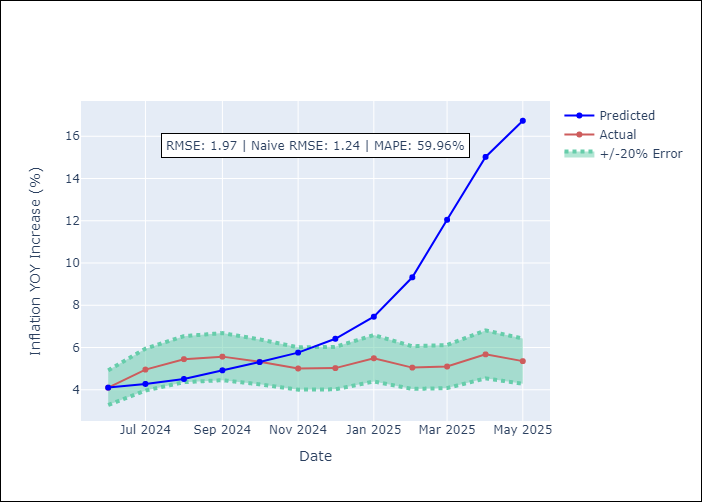 RMSE: 1.97 | Naive RMSE: 1.24 | MAPE: 59.96%
Predicted
Actual
+/-20% Error
Inflation YOY Increase (%)
16
14
12
10
8
6
4
Jul 2024
Sep 2024
Nov 2024
Jan 2025
Mar 2025
May 2025
Date